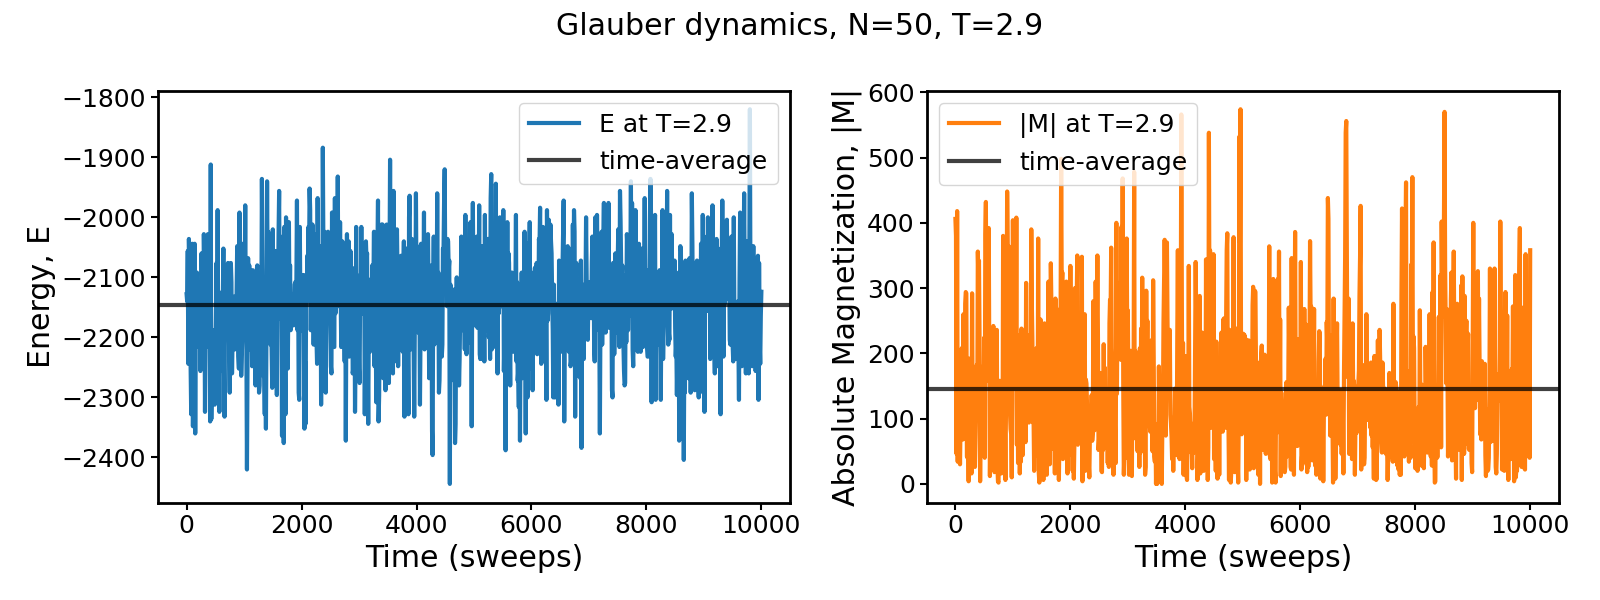 Glauber dynamics, N=50, T=2.9
Energy, E
−1800
−1900
−2000
−2100
−2200
−2300
−2400
E at T=2.9
time-average
0 2000 4000 6000 8000 10000
Time (sweeps)
Absolute Magnetization, |M|
600
500
400
300
200
100
0
|M| at T=2.9
time-average
0 2000 4000 6000 8000 10000
Time (sweeps)